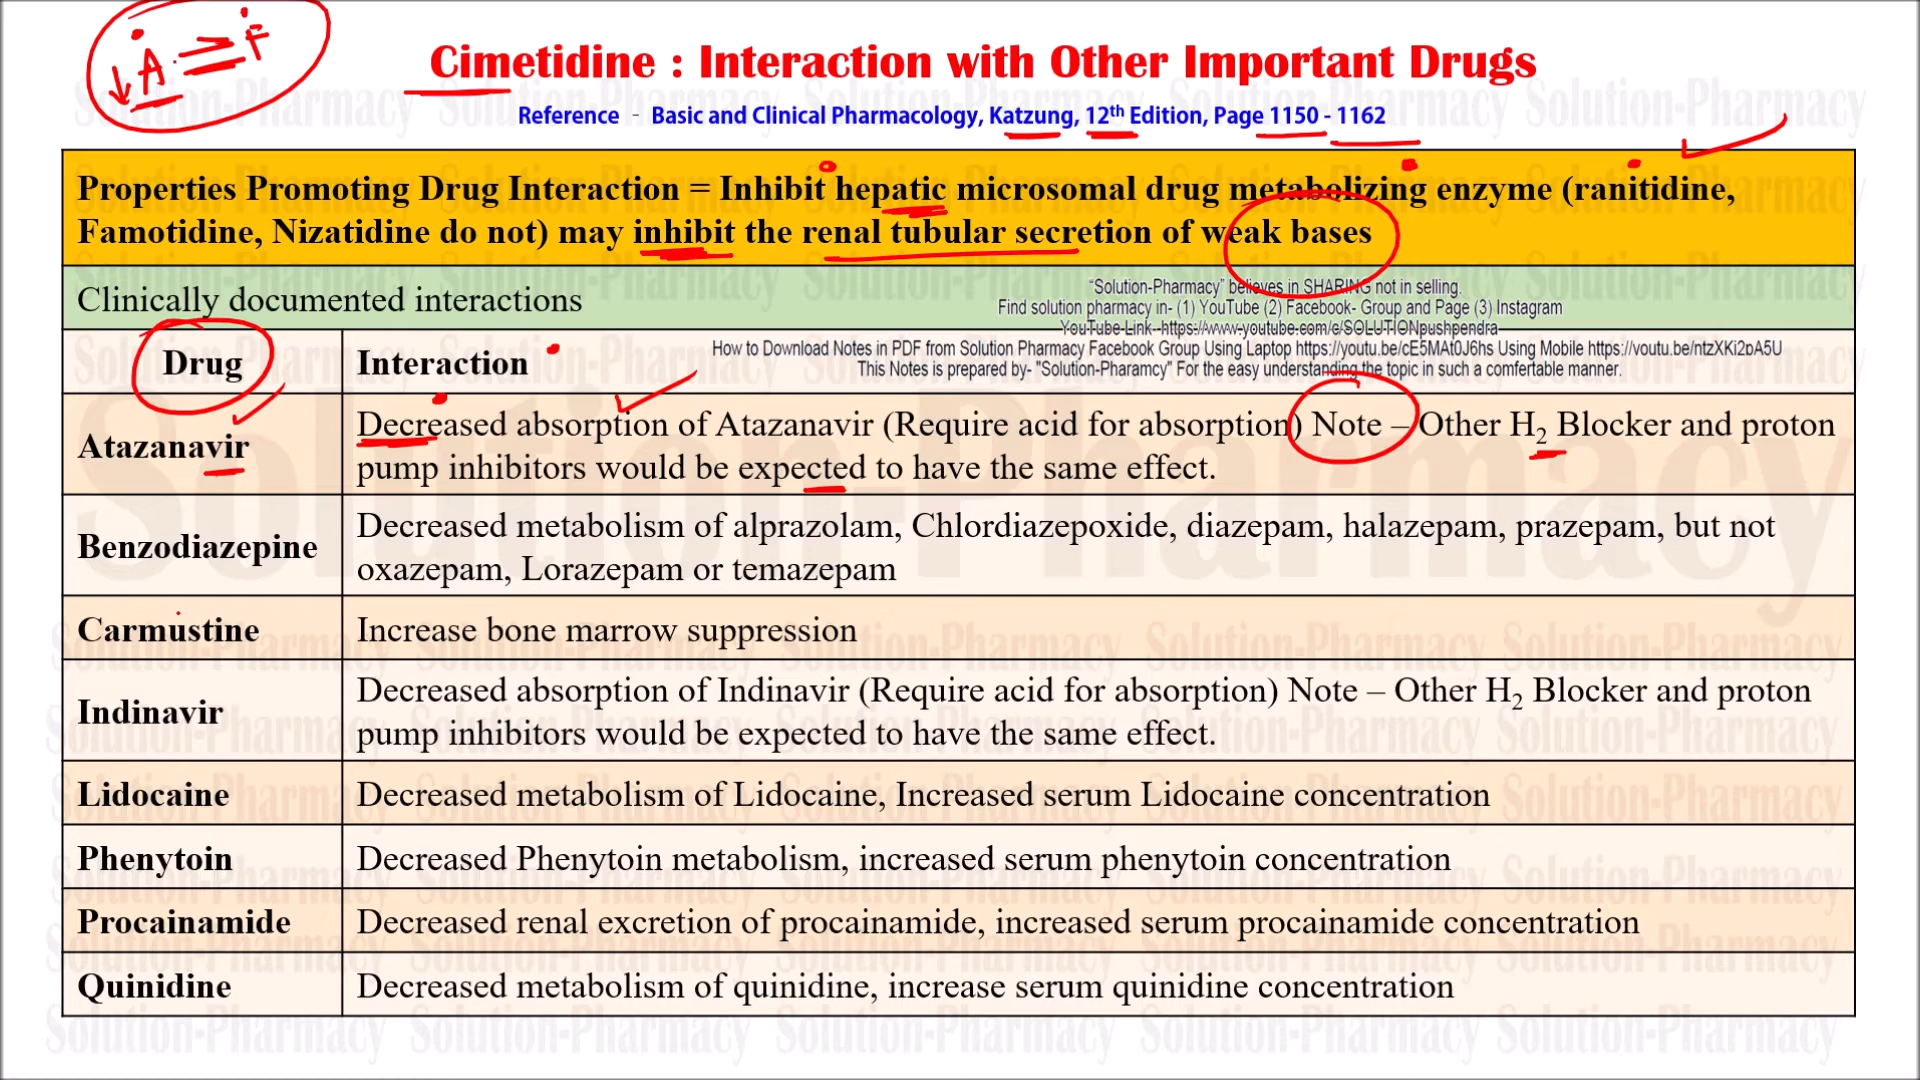 ↓A ⇒ F
Cimetidine : Interaction with Other Important Drugs
Reference - Basic and Clinical Pharmacology, Katzung, 12th Edition, Page 1150 - 1162
Properties Promoting Drug Interaction = Inhibit hepatic microsomal drug metabolizing enzyme (ranitidine,
Famotidine, Nizatidine do not) may inhibit the renal tubular secretion of weak bases
Clinically documented interactions
“Solution-Pharmacy” believes in SHARING not in selling.
Find solution pharmacy in- (1) YouTube (2) Facebook- Group and Page (3) Instagram
YouTube Link- https://www.youtube.com/c/SOLUTIONpushpendra
How to Download Notes in PDF from Solution Pharmacy Facebook Group Using Laptop https://youtu.be/cE5MAt0J6hs Using Mobile https://youtu.be/ntzXKi2pA5U
This Notes is prepared by- "Solution-Pharamcy" For the easy understanding the topic in such a comfertable manner.
Drug Interaction
Atazanavir Decreased absorption of Atazanavir (Require acid for absorption) Note – Other H2 Blocker and proton
pump inhibitors would be expected to have the same effect.
Benzodiazepine Decreased metabolism of alprazolam, Chlordiazepoxide, diazepam, halazepam, prazepam, but not
oxazepam, Lorazepam or temazepam
Carmustine Increase bone marrow suppression
Indinavir Decreased absorption of Indinavir (Require acid for absorption) Note – Other H2 Blocker and proton
pump inhibitors would be expected to have the same effect.
Lidocaine Decreased metabolism of Lidocaine, Increased serum Lidocaine concentration
Phenytoin Decreased Phenytoin metabolism, increased serum phenytoin concentration
Procainamide Decreased renal excretion of procainamide, increased serum procainamide concentration
Quinidine Decreased metabolism of quinidine, increase serum quinidine concentration
Solution-Pharmacy